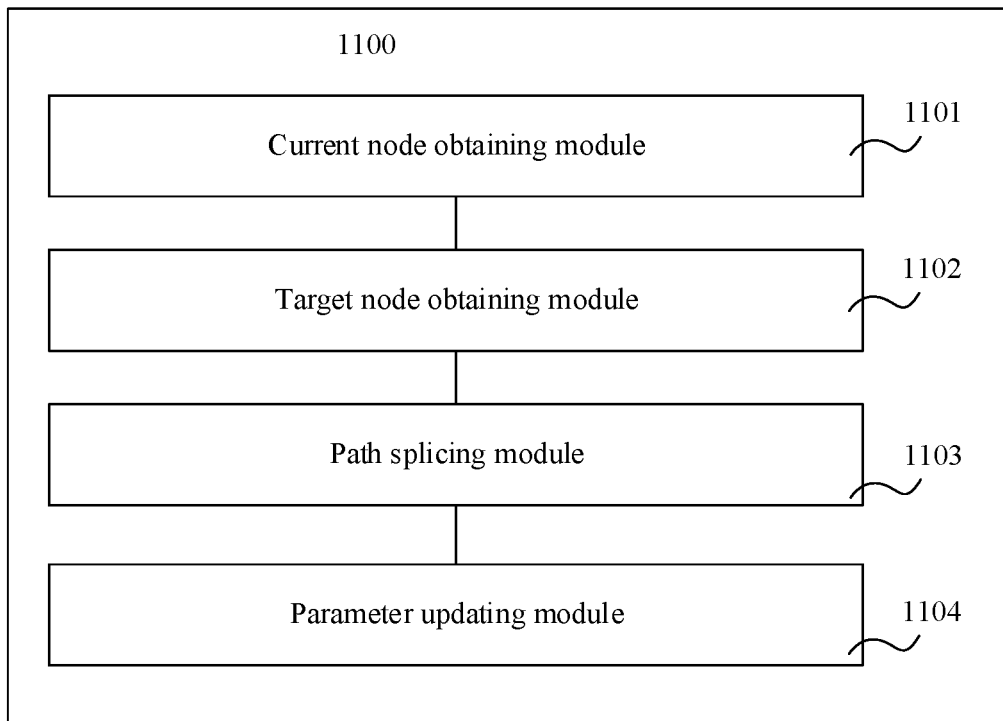 1100
1101
Current node obtaining module
1102
Target node obtaining module
Path splicing module
1103
Parameter updating module
1104